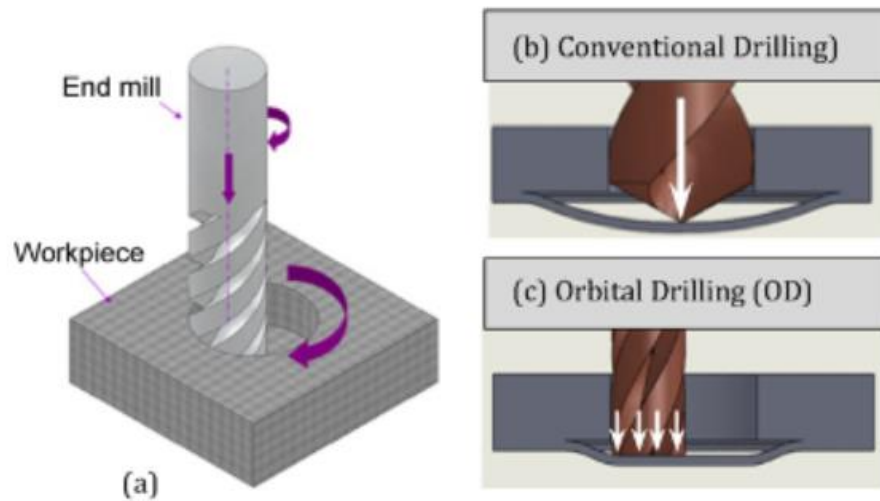 End mill
Workpiece
(a)
(b) Conventional Drilling)
(c) Orbital Drilling (OD)